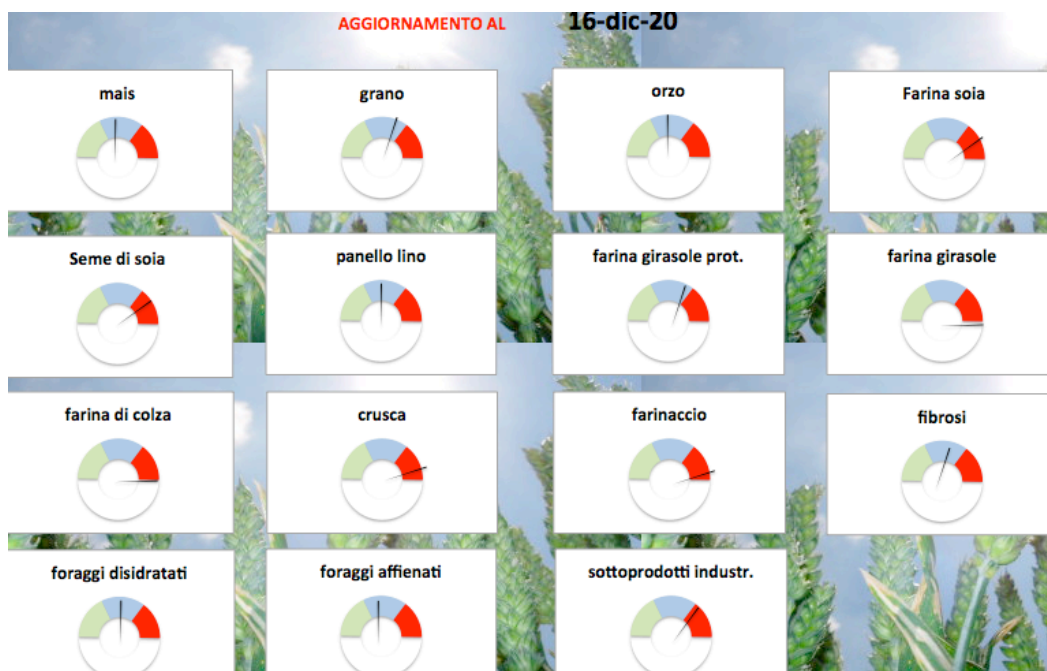 AGGIORNAMENTO AL 16-dic-20
mais grano orzo Farina soia
Seme di soia panello lino farina girasole prot. farina girasole
farina di colza crusca farinaccio fibrosi
foraggi disidratati foraggi affienati sottoprodotti industr.